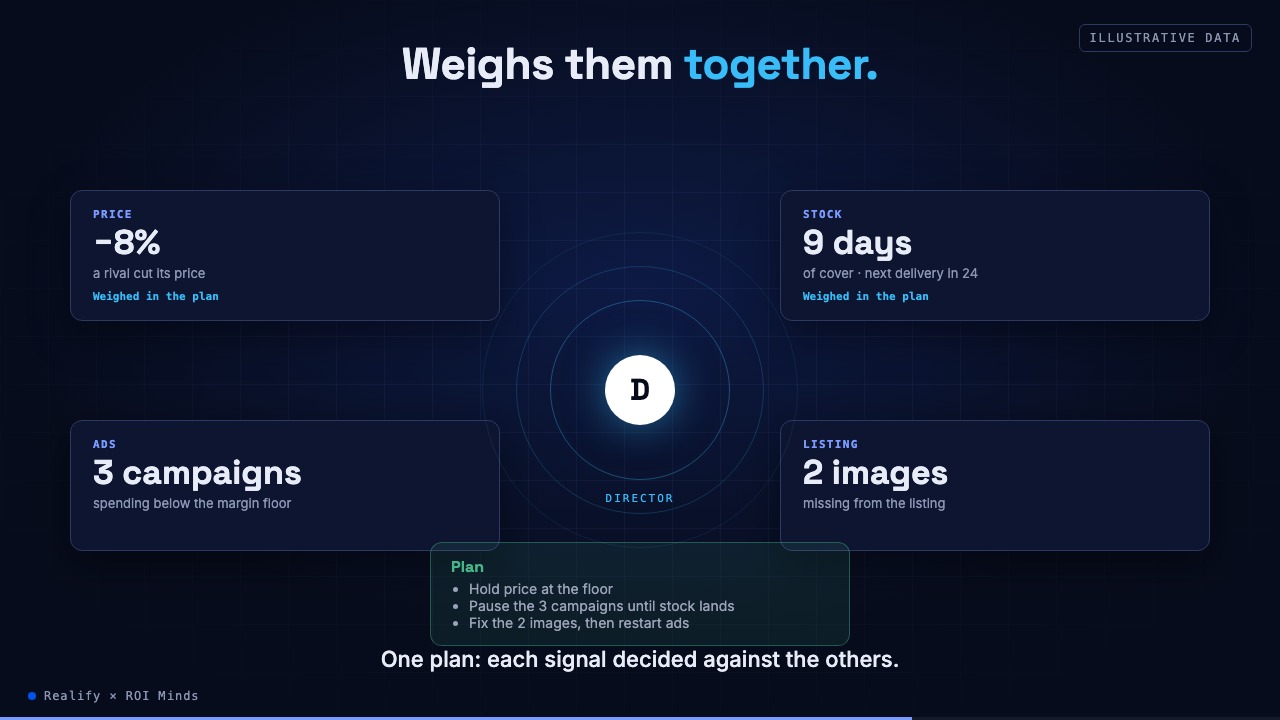 ILLUSTRATIVE DATA
Weighs them together.
PRICE
−8%
a rival cut its price
Weighed in the plan
STOCK
9 days
of cover · next delivery in 24
Weighed in the plan
D
DIRECTOR
ADS
3 campaigns
spending below the margin floor
LISTING
2 images
missing from the listing
Plan
• Hold price at the floor
• Pause the 3 campaigns until stock lands
• Fix the 2 images, then restart ads
One plan: each signal decided against the others.
Realify × ROI Minds